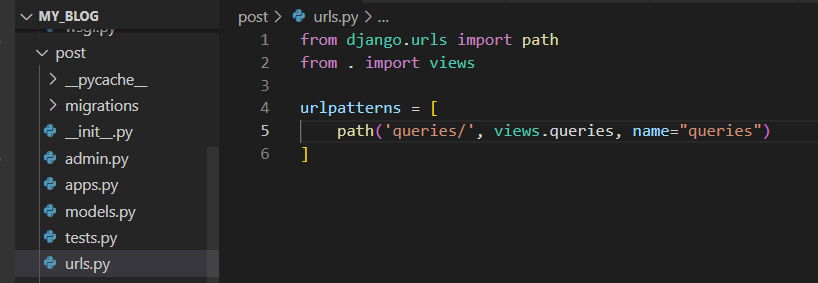 MY_BLOG
wsgi.py
post
__pycache__
migrations
__init__.py
admin.py
apps.py
models.py
tests.py
urls.py
post > urls.py > ...
1 from django.urls import path
2 from . import views
3
4 urlpatterns = [
5 path('queries/', views.queries, name="queries")
6 ]